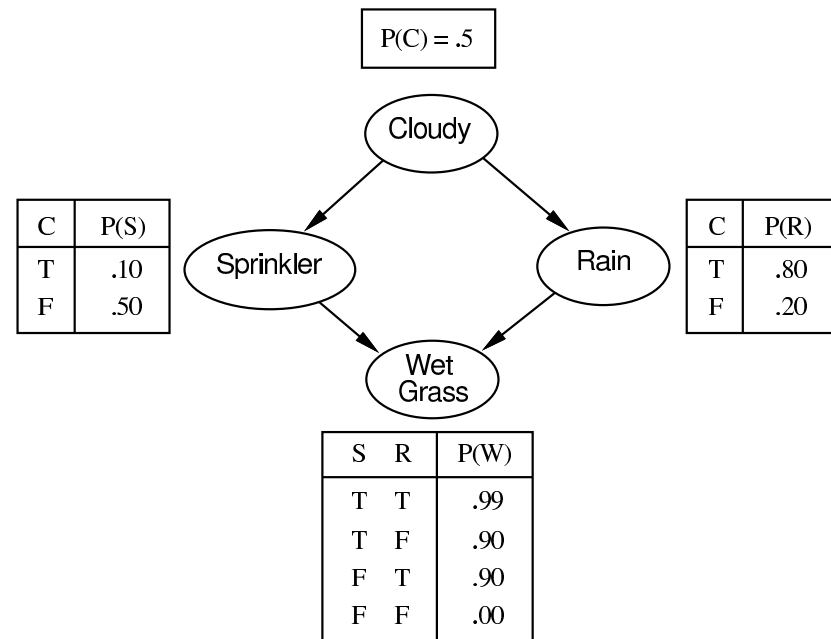 P(C) = .5
Cloudy
C P(S)
T .10
F .50
Sprinkler
Rain
C P(R)
T .80
F .20
Wet
Grass
S R P(W)
T T .99
T F .90
F T .90
F F .00